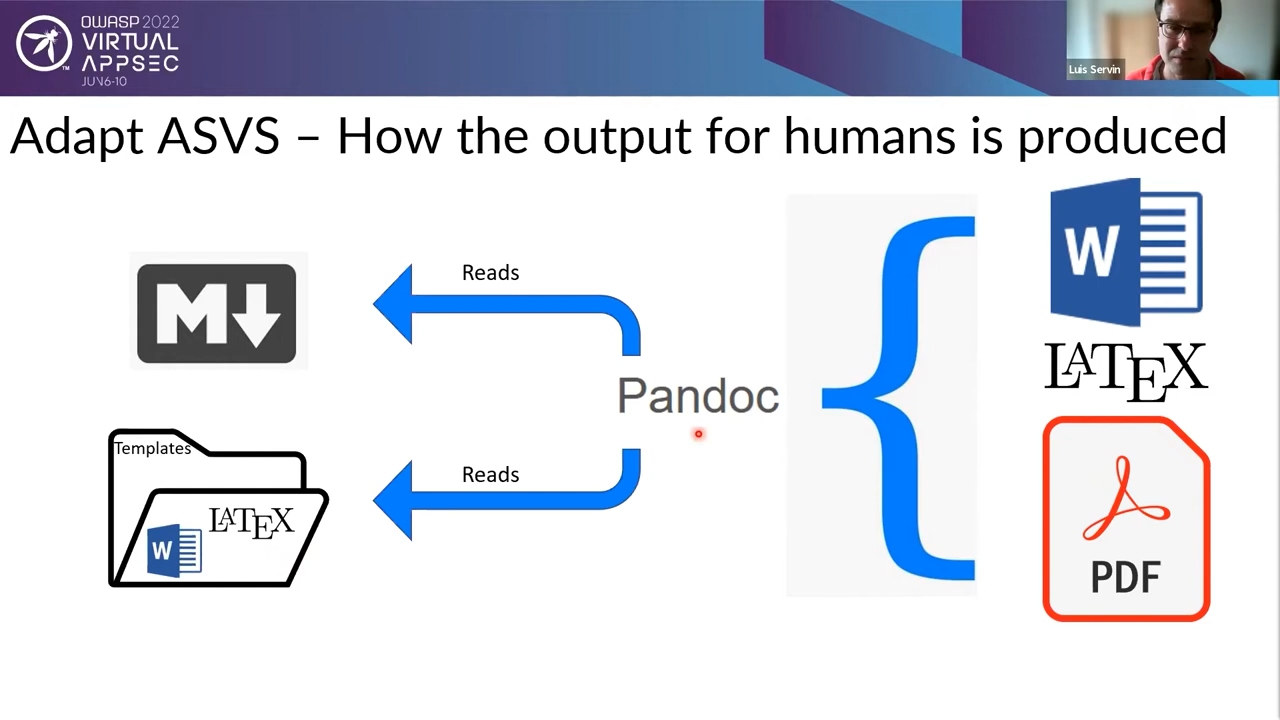 OWASP 2022
VIRTUAL
APPSEC
JUN 6-10
TM
Luis Servin
Adapt ASVS – How the output for humans is produced
M
Reads
Pandoc
Reads
Templates
LATEX
W
W
LATEX
PDF